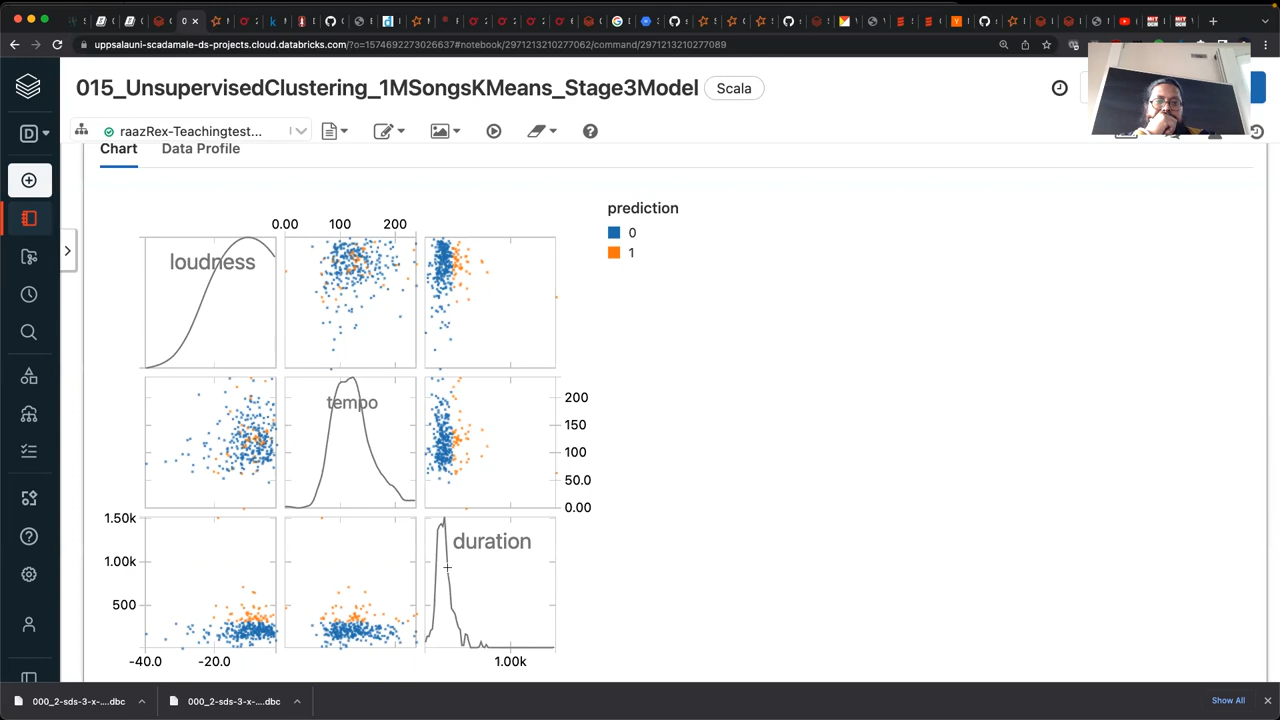 uppsalauni-scadamale-ds-projects.cloud.databricks.com/?o=1574692273026637#notebook/2971213210277062/command/2971213210277089
015_UnsupervisedClustering_1MSongsKMeans_Stage3Model
Scala
D
raazRex-Teachingtest...
Chart
Data Profile
prediction
0
1
0.00 100 200
loudness
tempo
200
150
100
50.0
0.00
1.50k
1.00k
500
duration
-40.0 -20.0 1.00k
000_2-sds-3-x-....dbc
000_2-sds-3-x-....dbc
Show All